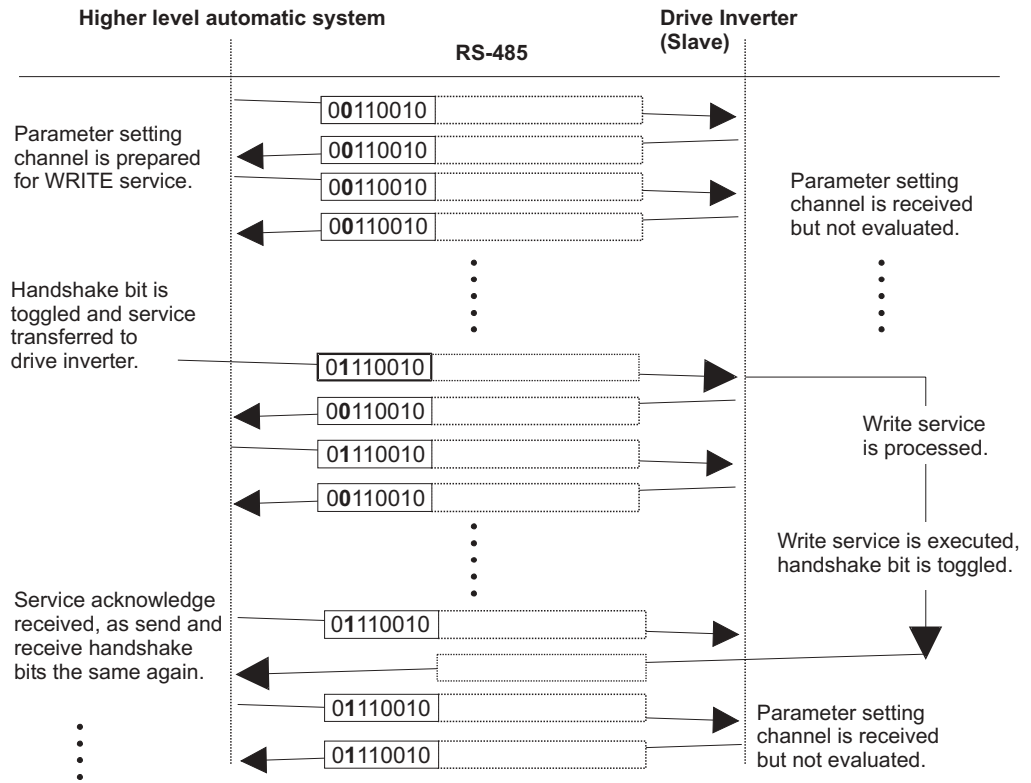 Higher level automatic system
Drive Inverter
(Slave)
RS-485
00110010
Parameter setting
channel is prepared
for WRITE service.
00110010
00110010
00110010
Parameter setting
channel is received
but not evaluated.
Handshake bit is
toggled and service
transferred to
drive inverter.
01110010
00110010
01110010
00110010
Write service
is processed.
Write service is executed,
handshake bit is toggled.
Service acknowledge
received, as send and
receive handshake
bits the same again.
01110010
01110010
01110010
Parameter setting
channel is received
but not evaluated.